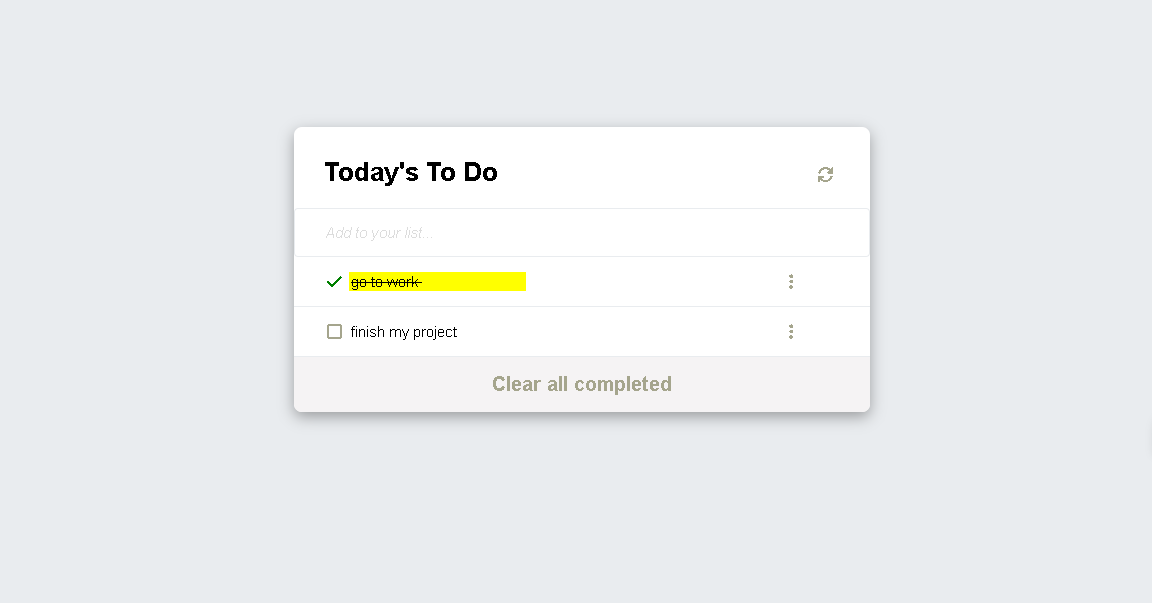 Today's To Do
Add to your list...
go to work
finish my project
Clear all completed